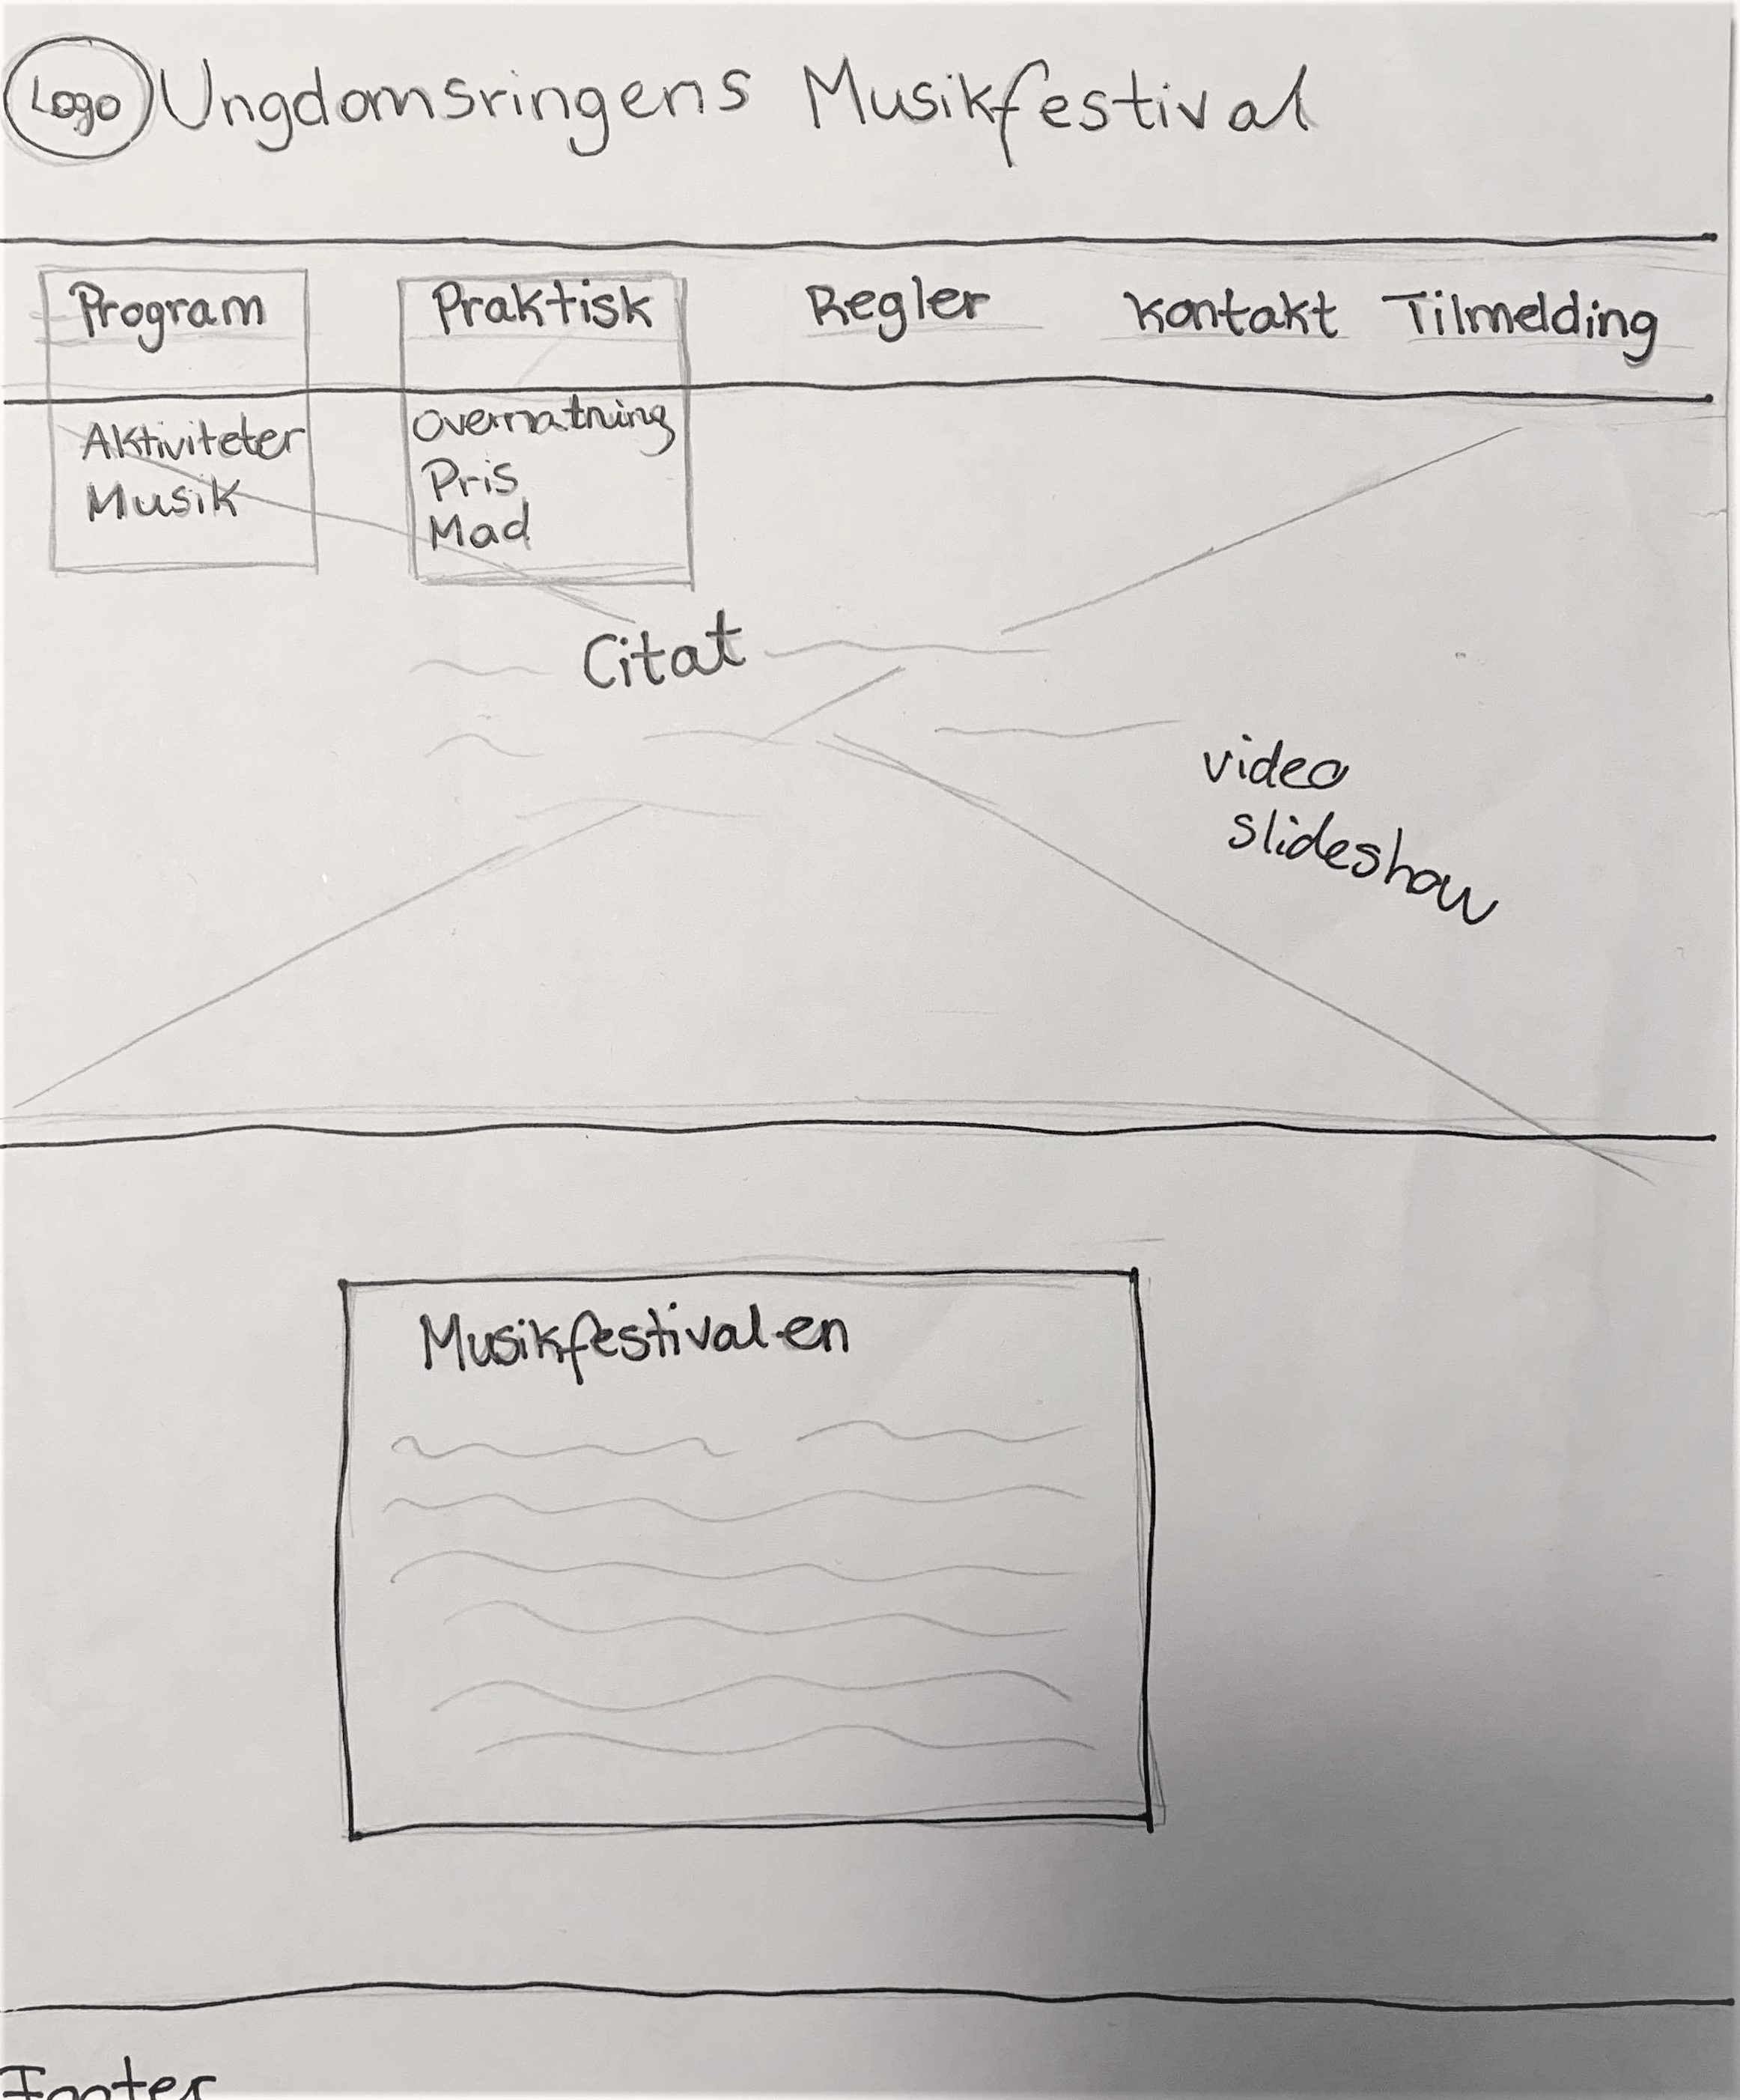 Logo Ungdomsringens Musikfestival
Program Praktisk Regler Kontakt Tilmelding
Aktiviteter
Musik
Overnatning
Pris
Mad
Citat
video
slideshow
Musikfestivalen
Footer